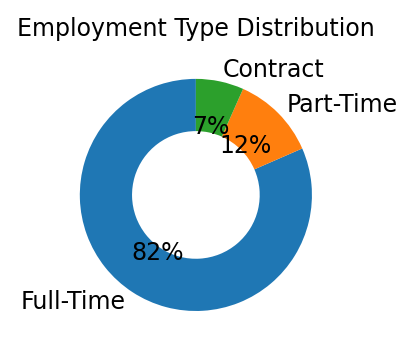 Employment Type Distribution
Contract
Part-Time
7%
12%
82%
Full-Time